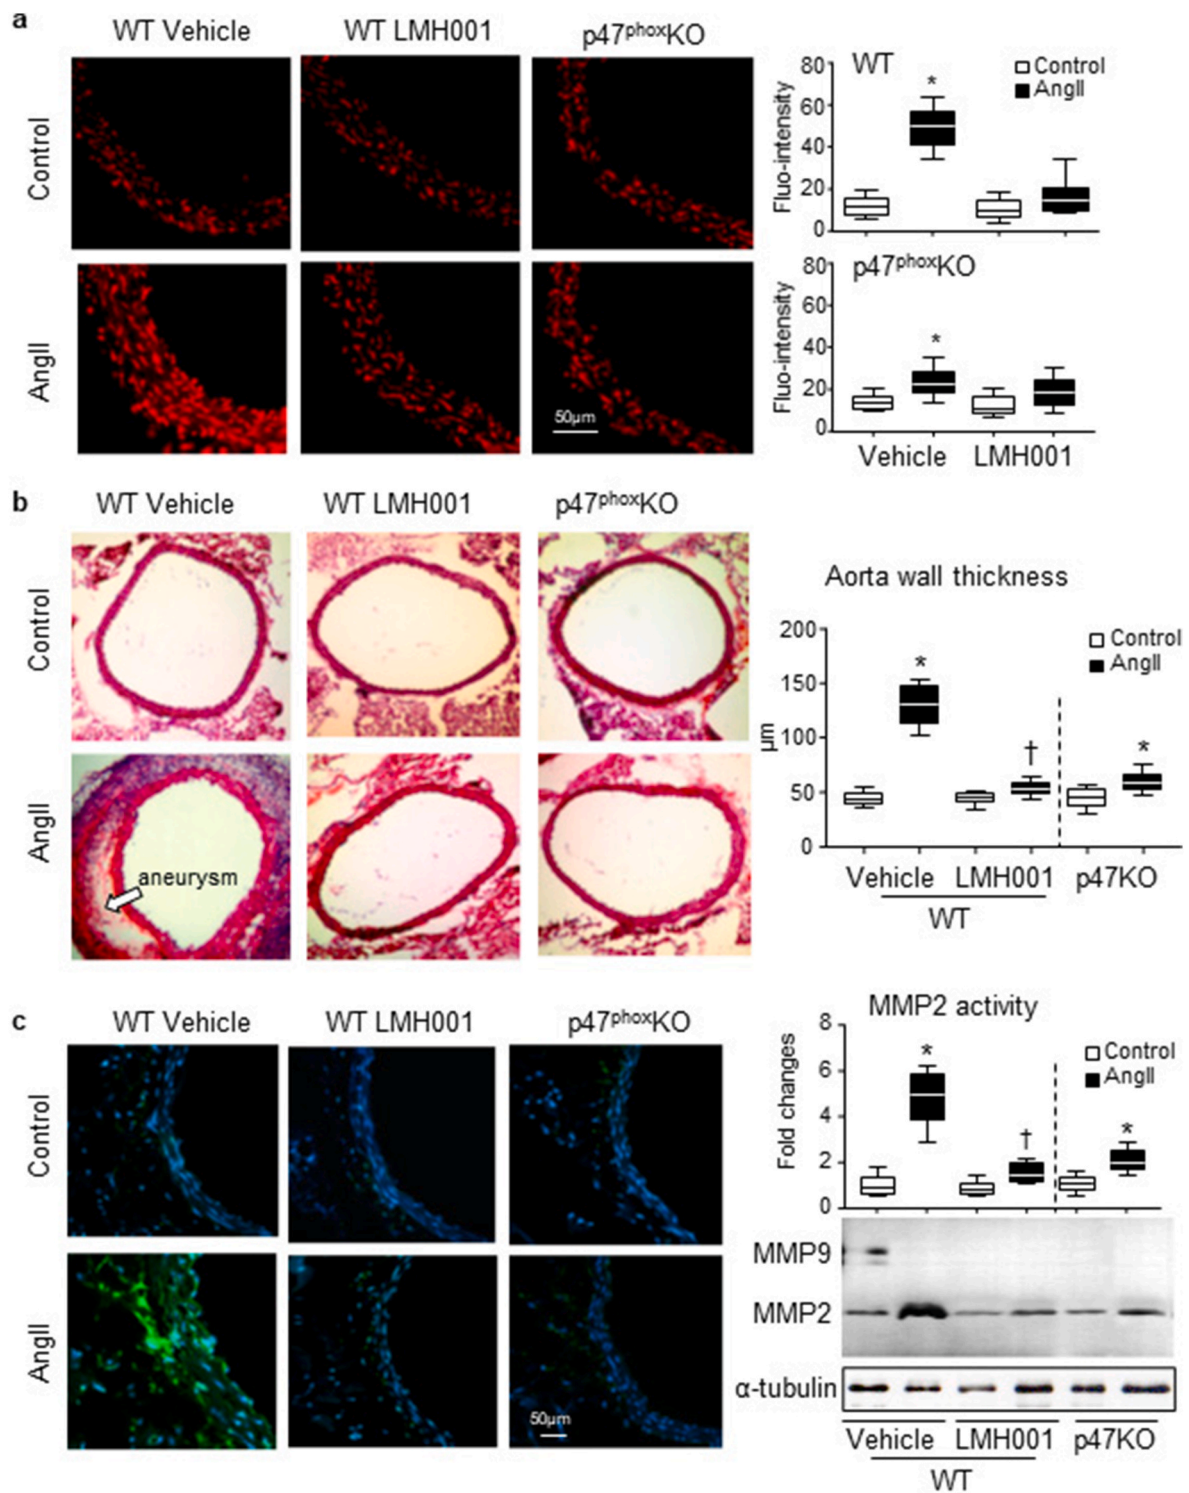 a
WT Vehicle
WT LMH001
p47phoxKO
Control
AngII
50μm
80
60
40
20
0
Fluo-intensity
WT
*
Control
AngII
80
60
40
20
0
Fluo-intensity
p47phoxKO
*
Vehicle
LMH001
b
WT Vehicle
WT LMH001
p47phoxKO
Control
AngII
aneurysm
Aorta wall thickness
200
150
100
50
0
μm
Control
AngII
*
†
*
Vehicle
LMH001
p47KO
WT
c
WT Vehicle
WT LMH001
p47phoxKO
Control
AngII
50μm
MMP2 activity
8
6
4
2
0
Fold changes
Control
AngII
*
†
*
MMP9
MMP2
α-tubulin
Vehicle
LMH001
p47KO
WT